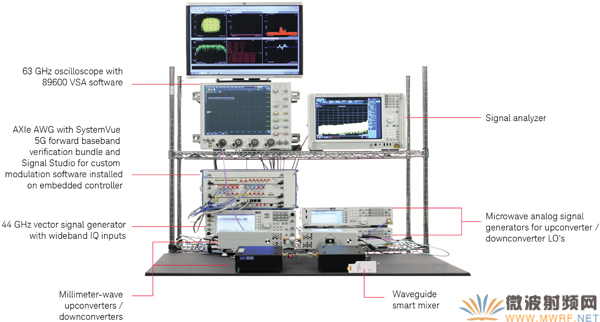 63 GHz oscilloscope with
89600 VSA software
AXIe AWG with SystemVue
5G forward baseband
verification bundle and
Signal Studio for custom
modulation software installed
on embedded controller
44 GHz vector signal generator
with wideband IQ inputs
Millimeter-wave
upconverters /
downconverters
Signal analyzer
Microwave analog signal
generators for upconverter /
downconverter LO's
Waveguide
smart mixer
微波射频网
WWW.MWRF.NET